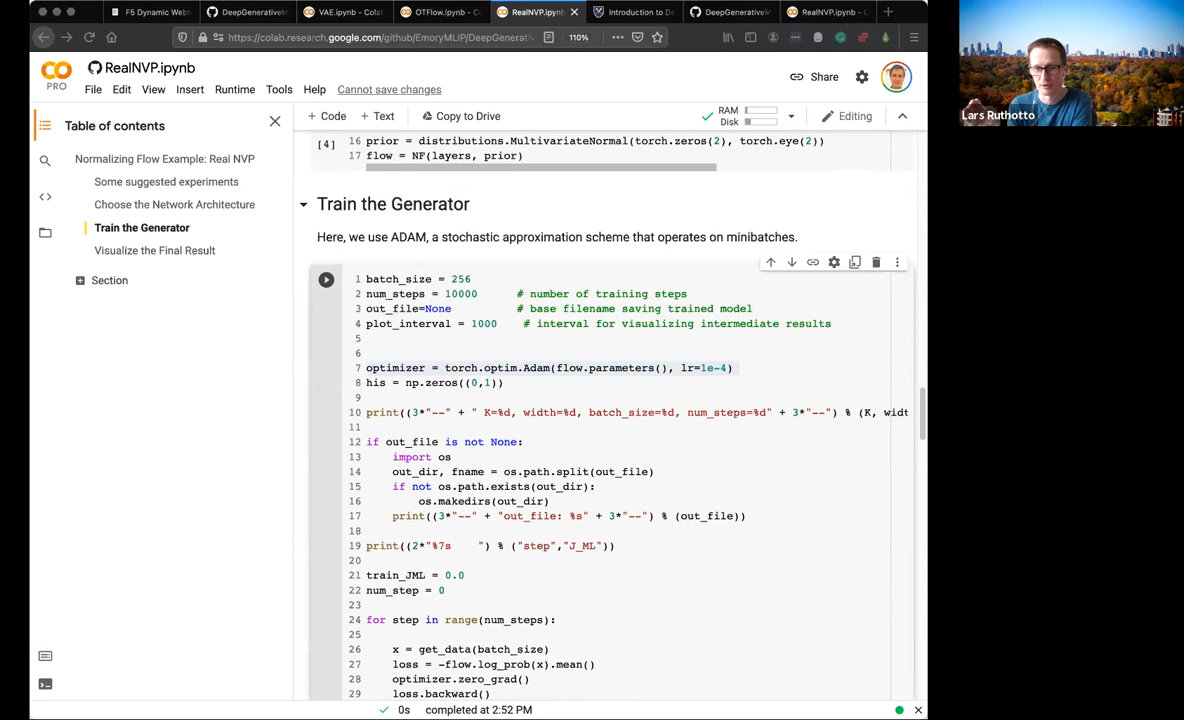 F5 Dynamic Webt
DeepGenerativeM
VAE.ipynb - Colab
OTFlow.ipynb - C
RealNVP.ipynb
Introduction to De
DeepGenerativeM
RealNVP.ipynb - C
https://colab.research.google.com/github/EmoryMLIP/DeepGenerati
110%
PRO
RealNVP.ipynb
File Edit View Insert Runtime Tools Help Cannot save changes
Share
Table of contents
Normalizing Flow Example: Real NVP
Some suggested experiments
Choose the Network Architecture
Train the Generator
Visualize the Final Result
Section
+ Code + Text Copy to Drive
RAM
Disk
Editing
[4]
16 prior = distributions.MultivariateNormal(torch.zeros(2), torch.eye(2))
17 flow = NF(layers, prior)
Train the Generator
Here, we use ADAM, a stochastic approximation scheme that operates on minibatches.
1 batch_size = 256
2 num_steps = 10000 # number of training steps
3 out_file=None # base filename saving trained model
4 plot_interval = 1000 # interval for visualizing intermediate results
5
6
7 optimizer = torch.optim.Adam(flow.parameters(), lr=1e-4)
8 his = np.zeros((0,1))
9
10 print((3*"--" + " K=%d, width=%d, batch_size=%d, num_steps=%d" + 3*"--") % (K, widt
11
12 if out_file is not None:
13 import os
14 out_dir, fname = os.path.split(out_file)
15 if not os.path.exists(out_dir):
16 os.makedirs(out_dir)
17 print((3*"--" + "out_file: %s" + 3*"--") % (out_file))
18
19 print((2*"%7s    ") % ("step","J_ML"))
20
21 train_JML = 0.0
22 num_step = 0
23
24 for step in range(num_steps):
25
26 x = get_data(batch_size)
27 loss = -flow.log_prob(x).mean()
28 optimizer.zero_grad()
29 loss.backward()
0s completed at 2:52 PM
Lars Ruthotto